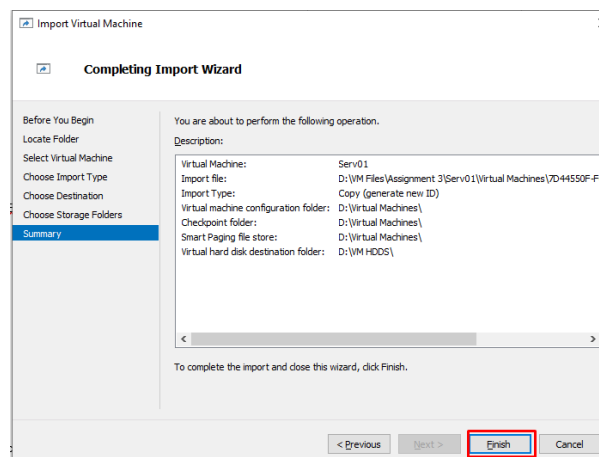 Import Virtual Machine
Completing Import Wizard
Before You Begin
Locate Folder
Select Virtual Machine
Choose Import Type
Choose Destination
Choose Storage Folders
Summary
You are about to perform the following operation.
Description:
Virtual Machine: Serv01
Import file: D:\VM Files\Assignment 3\Serv01\Virtual Machines\7D44550F-F
Import Type: Copy (generate new ID)
Virtual machine configuration folder: D:\Virtual Machines\
Checkpoint folder: D:\Virtual Machines\
Smart Paging file store: D:\Virtual Machines\
Virtual hard disk destination folder: D:\VM HDDS\
To complete the import and close this wizard, click Finish.
< Previous Next > Finish Cancel